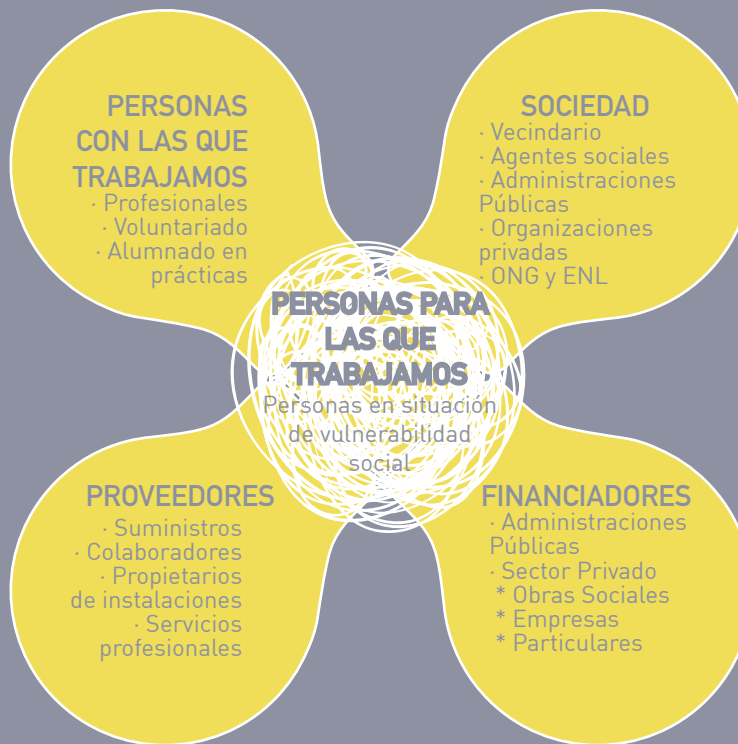 PERSONAS
CON LAS QUE
TRABAJAMOS
· Profesionales
· Voluntariado
· Alumnado en
prácticas
SOCIEDAD
· Vecindario
· Agentes sociales
· Administraciones
Públicas
· Organizaciones
privadas
· ONG y ENL
PERSONAS PARA
LAS QUE
TRABAJAMOS
Personas en situación
de vulnerabilidad
social
PROVEEDORES
· Suministros
· Colaboradores
· Propietarios
de instalaciones
· Servicios
profesionales
FINANCIADORES
· Administraciones
Públicas
· Sector Privado
* Obras Sociales
* Empresas
* Particulares